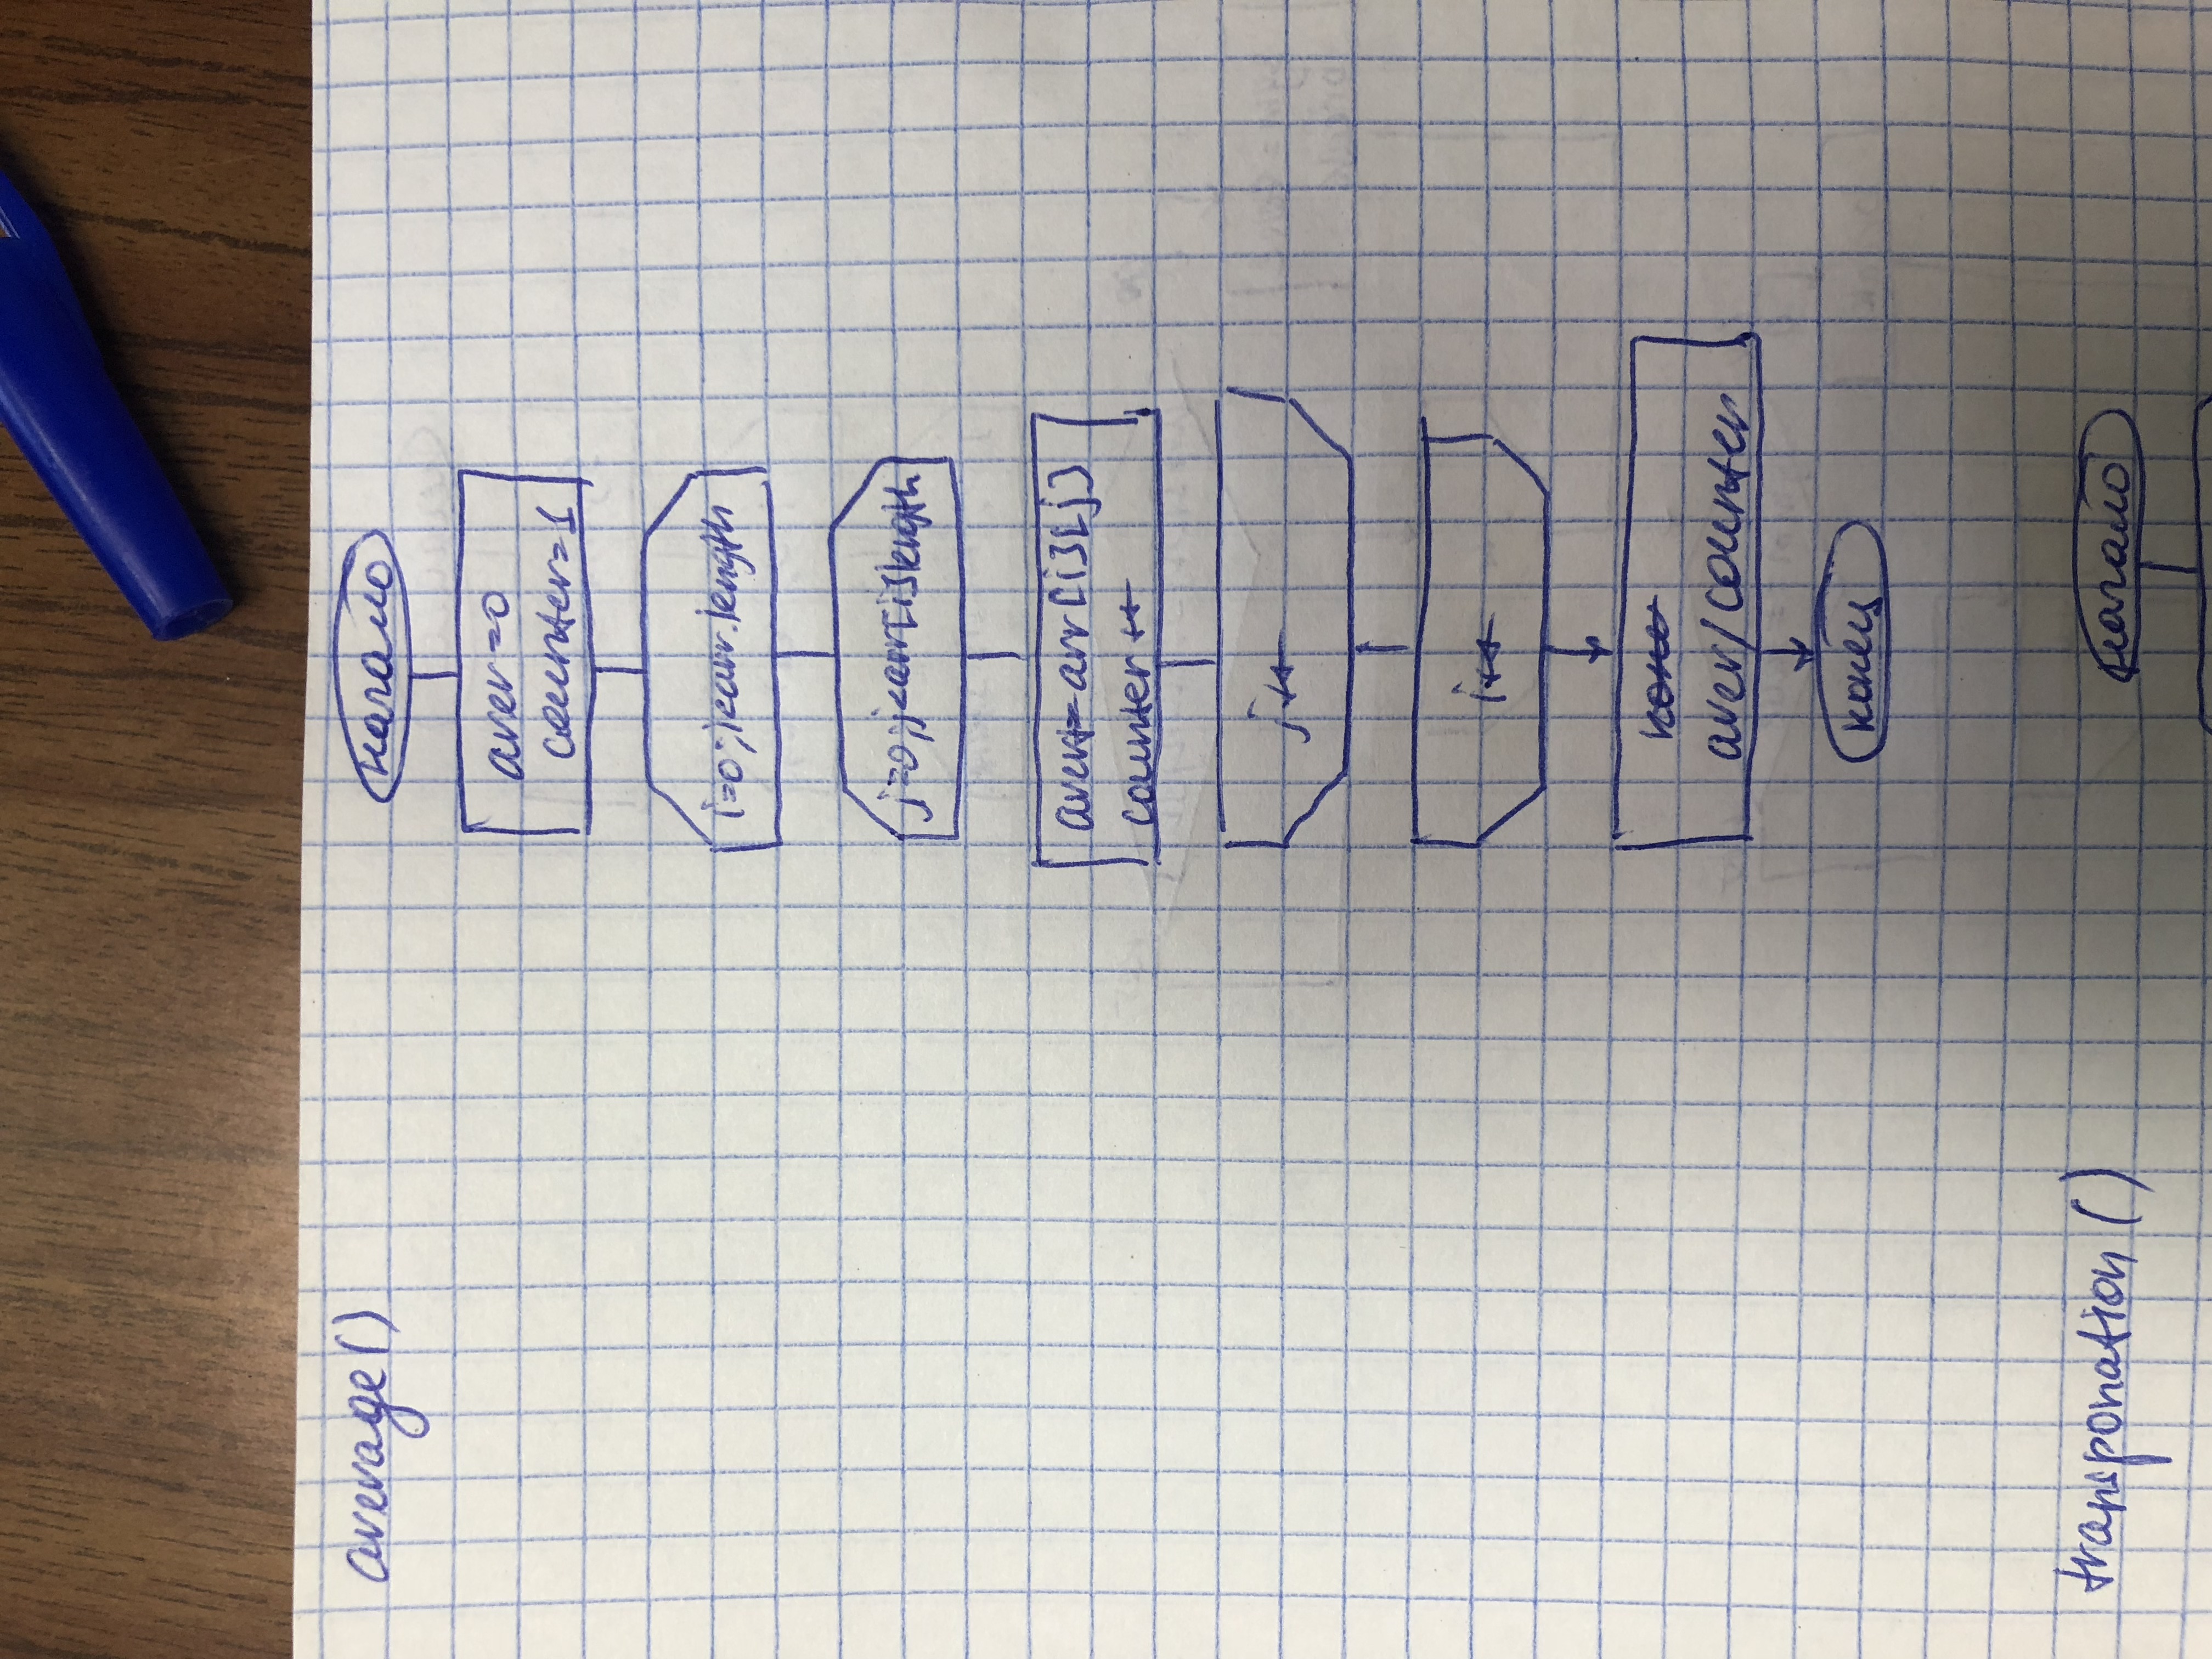 average()
начало
aver=0
counter=1
i=0;i<arr.length
j=0;j<arr[i]length
aver+=arr[i][j]
counter++
j++
i++
aver/counter
конец
transponation()
начало